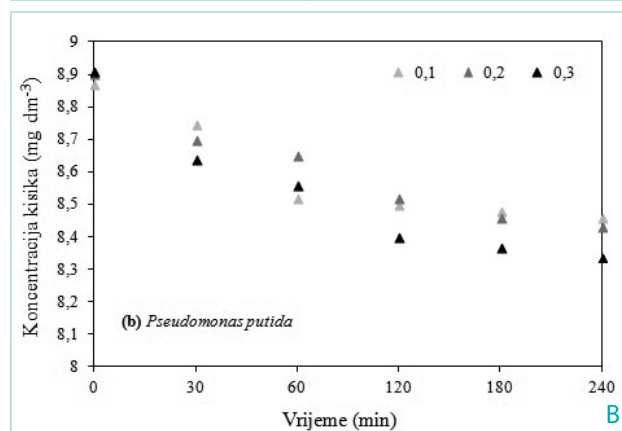 9
8,9
8,8
8,7
8,6
8,5
8,4
8,3
8,2
8,1
8
0,1 0,2 0,3
Koncentracija kisika (mg dm-3)
(b) Pseudomonas putida
0 30 60 120 180 240
Vrijeme (min)
B